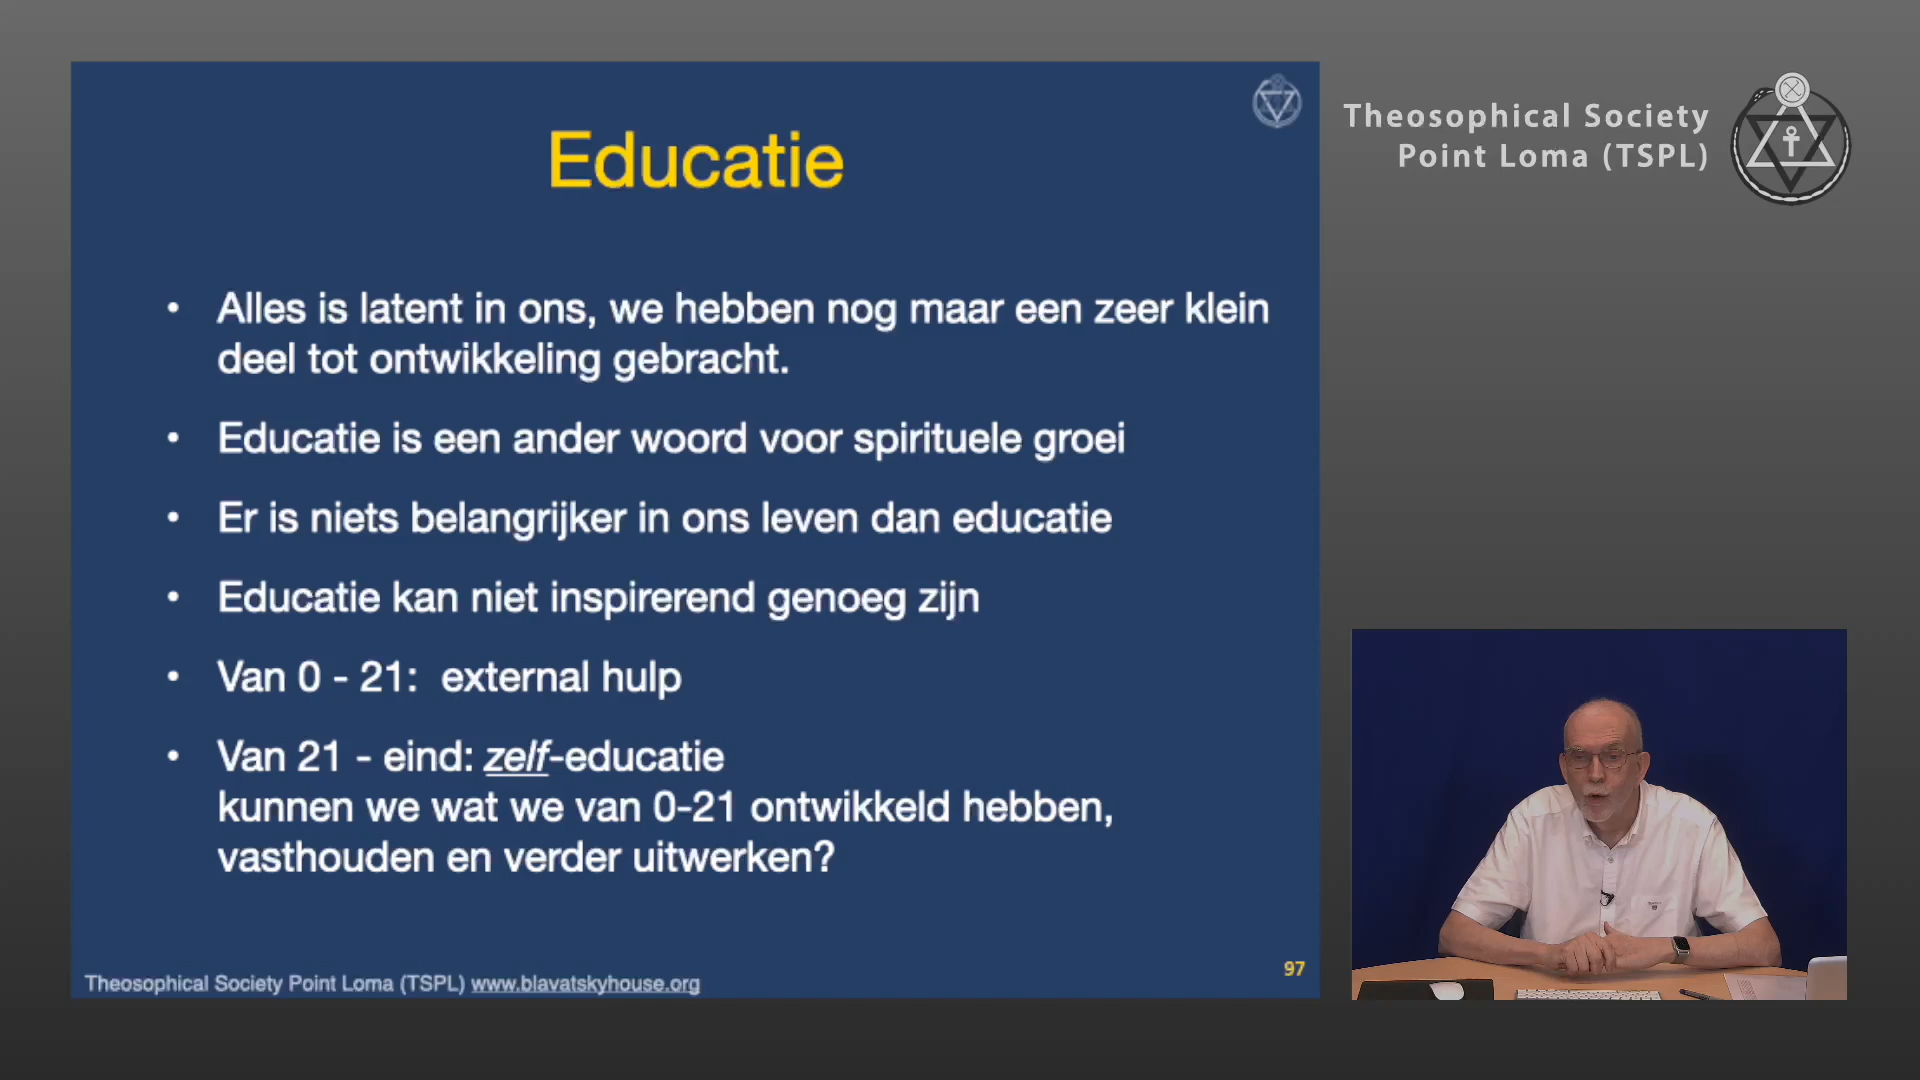 Theosophical Society
Point Loma (TSPL)
Educatie
• Alles is latent in ons, we hebben nog maar een zeer klein
deel tot ontwikkeling gebracht.
• Educatie is een ander woord voor spirituele groei
• Er is niets belangrijker in ons leven dan educatie
• Educatie kan niet inspirerend genoeg zijn
• Van 0 - 21: external hulp
• Van 21 - eind: zelf-educatie
kunnen we wat we van 0-21 ontwikkeld hebben,
vasthouden en verder uitwerken?
Theosophical Society Point Loma (TSPL) www.blavatskyhouse.org
97